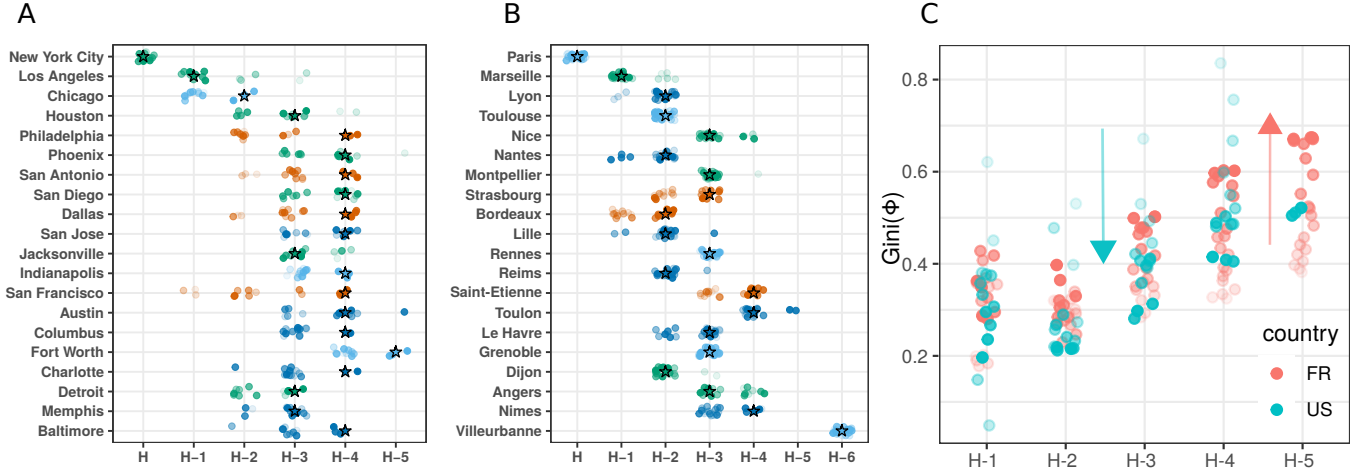 A
New York City
Los Angeles
Chicago
Houston
Philadelphia
Phoenix
San Antonio
San Diego
Dallas
San Jose
Jacksonville
Indianapolis
San Francisco
Austin
Columbus
Fort Worth
Charlotte
Detroit
Memphis
Baltimore
H H−1 H−2 H−3 H−4 H−5
B
Paris
Marseille
Lyon
Toulouse
Nice
Nantes
Montpellier
Strasbourg
Bordeaux
Lille
Rennes
Reims
Saint-Etienne
Toulon
Le Havre
Grenoble
Dijon
Angers
Nimes
Villeurbanne
H H−1 H−2 H−3 H−4 H−5 H−6
C
Gini(Φ)
0.8
0.6
0.4
0.2
H-1 H-2 H-3 H-4 H-5
country
FR
US